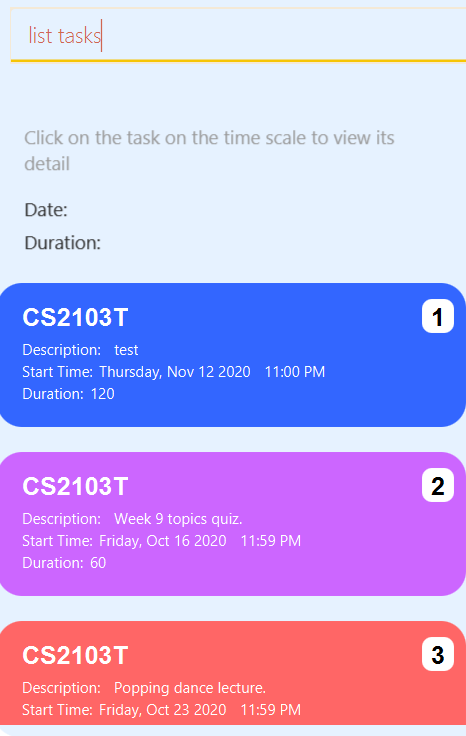 list tasks
Click on the task on the time scale to view its
detail
Date:
Duration:
CS2103T 1
Description: test
Start Time: Thursday, Nov 12 2020 11:00 PM
Duration: 120
CS2103T 2
Description: Week 9 topics quiz.
Start Time: Friday, Oct 16 2020 11:59 PM
Duration: 60
CS2103T 3
Description: Popping dance lecture.
Start Time: Friday, Oct 23 2020 11:59 PM